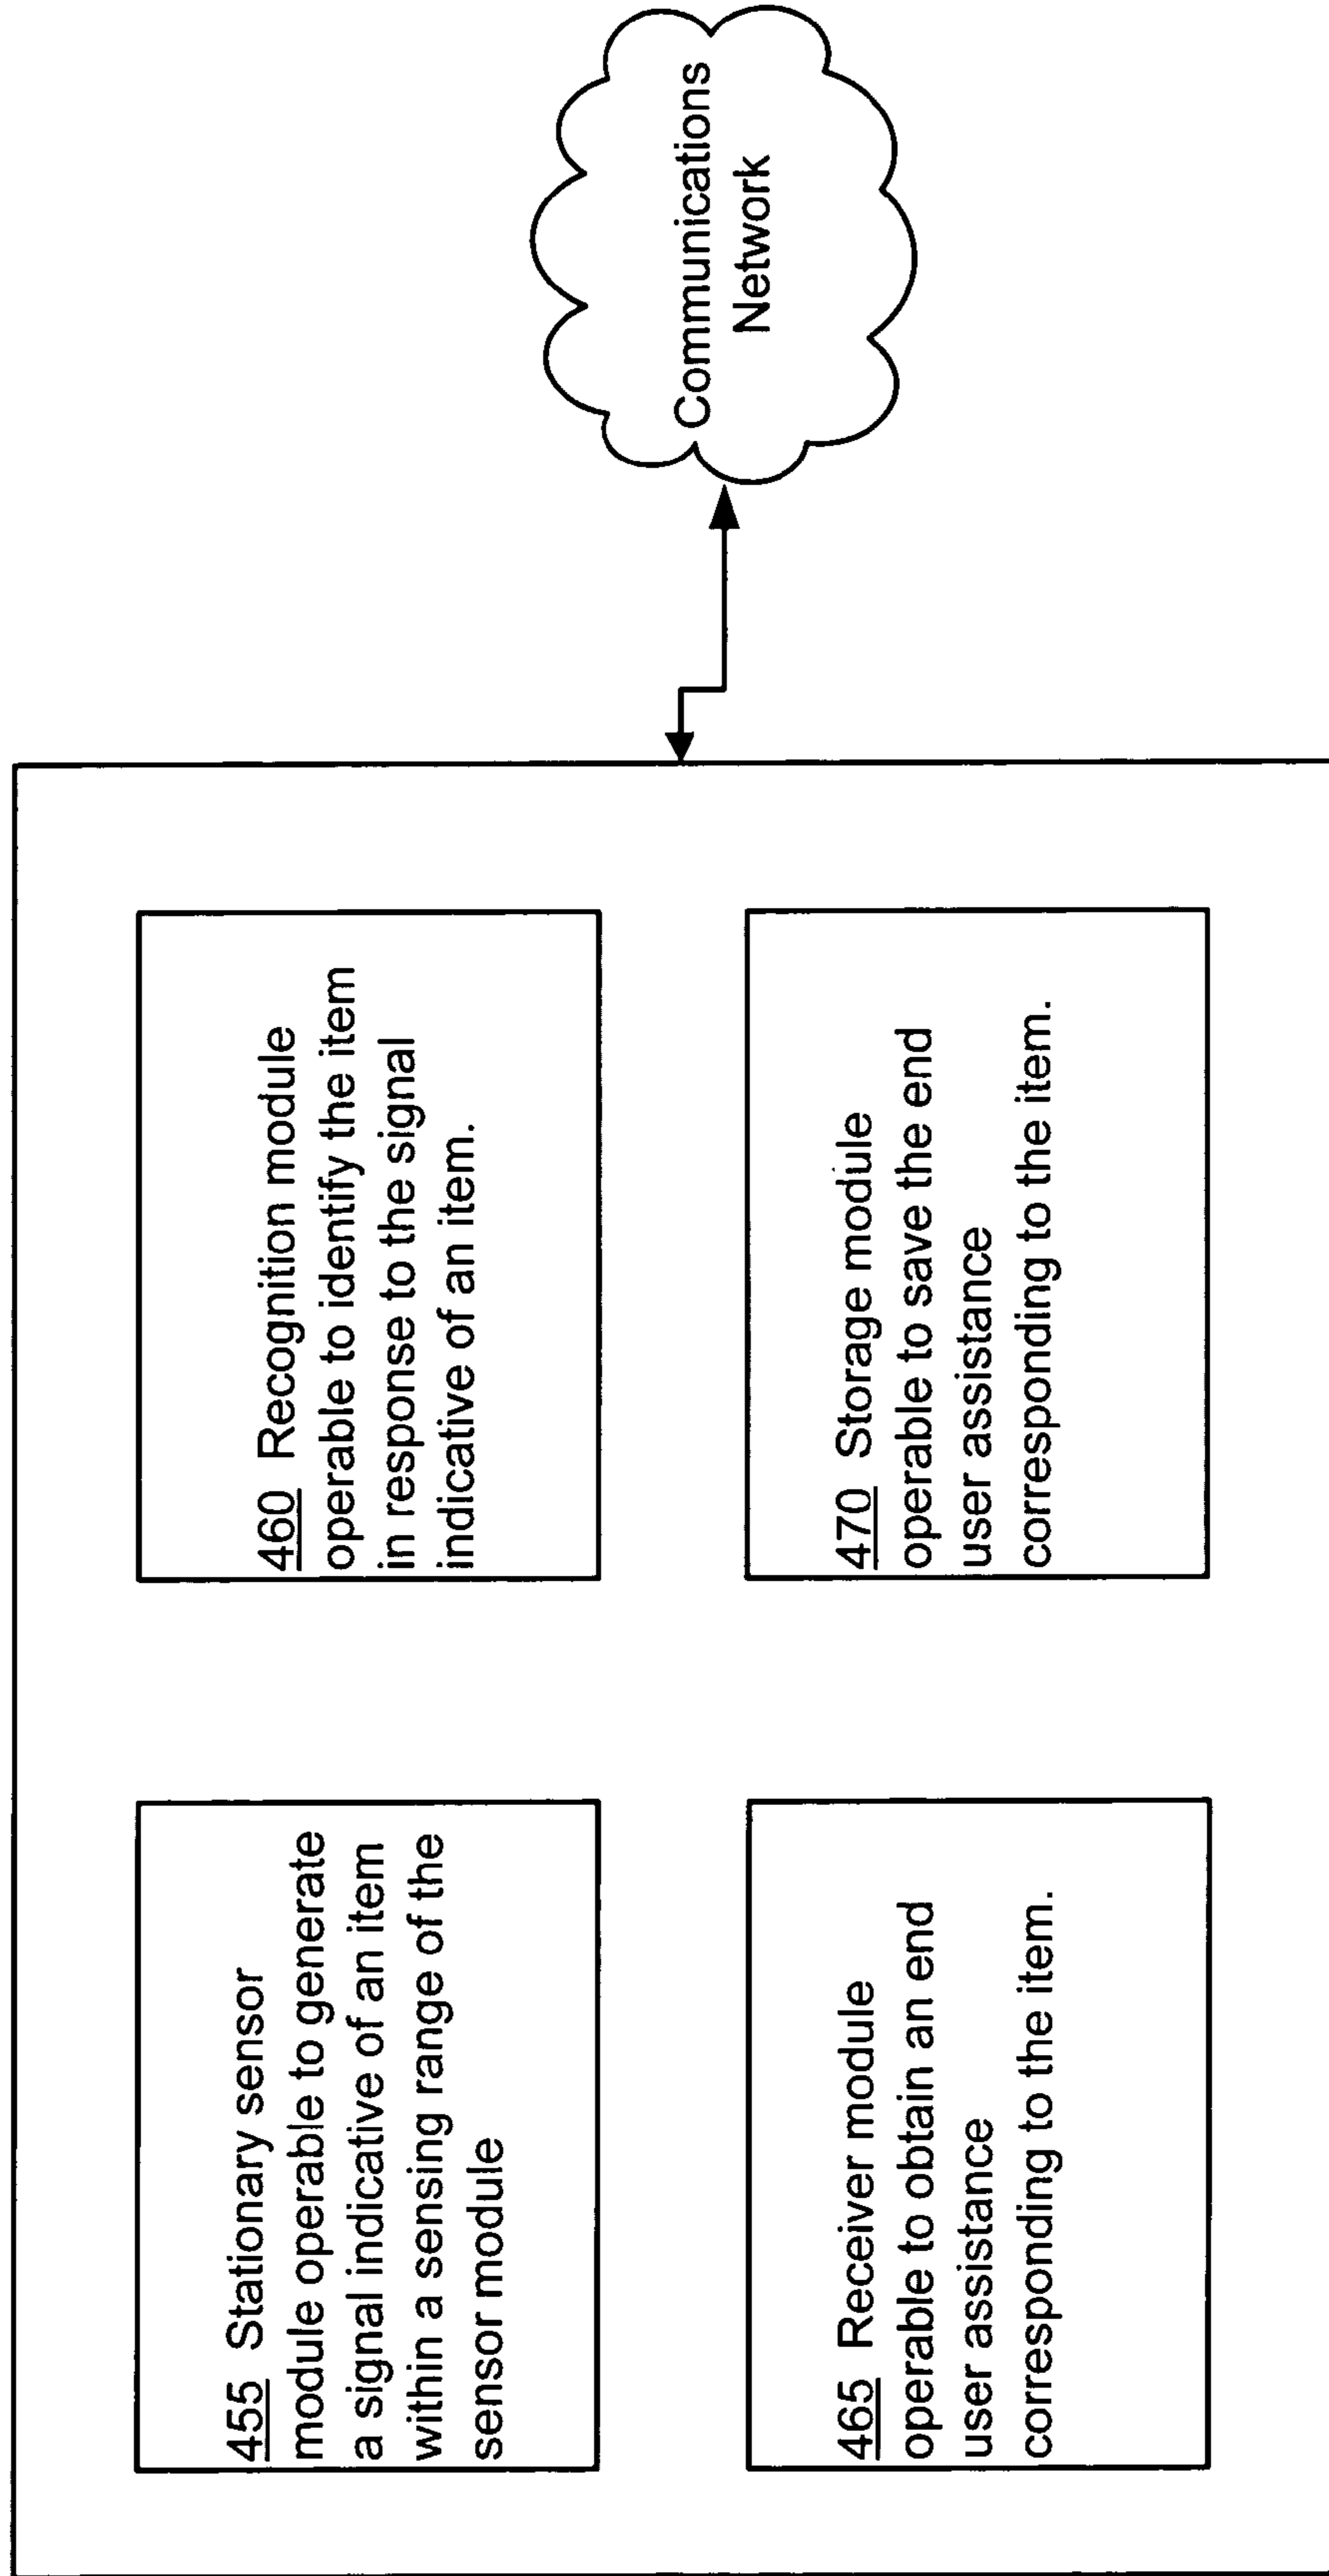 455 Stationary sensor
module operable to generate
a signal indicative of an item
within a sensing range of the
sensor module
460 Recognition module
operable to identify the item
in response to the signal
indicative of an item.
465 Receiver module
operable to obtain an end
user assistance
corresponding to the item.
470 Storage module
operable to save the end
user assistance
corresponding to the item.
Communications
Network